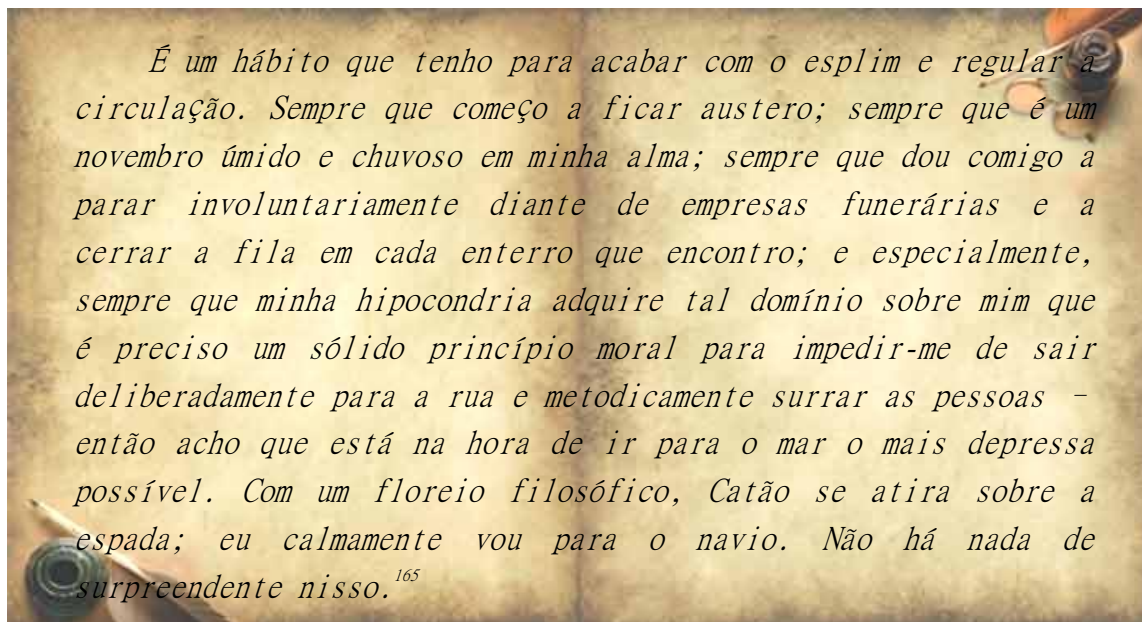 É um hábito que tenho para acabar com o esplim e regular a
circulação. Sempre que começo a ficar austero; sempre que é um
novembro úmido e chuvoso em minha alma; sempre que dou comigo a
parar involuntariamente diante de empresas funerárias e a
cerrar a fila em cada enterro que encontro; e especialmente,
sempre que minha hipocondria adquire tal domínio sobre mim que
é preciso um sólido princípio moral para impedir-me de sair
deliberadamente para a rua e metodicamente surrar as pessoas –
então acho que está na hora de ir para o mar o mais depressa
possível. Com um floreio filosófico, Catão se atira sobre a
espada; eu calmamente vou para o navio. Não há nada de
surpreendente nisso.165